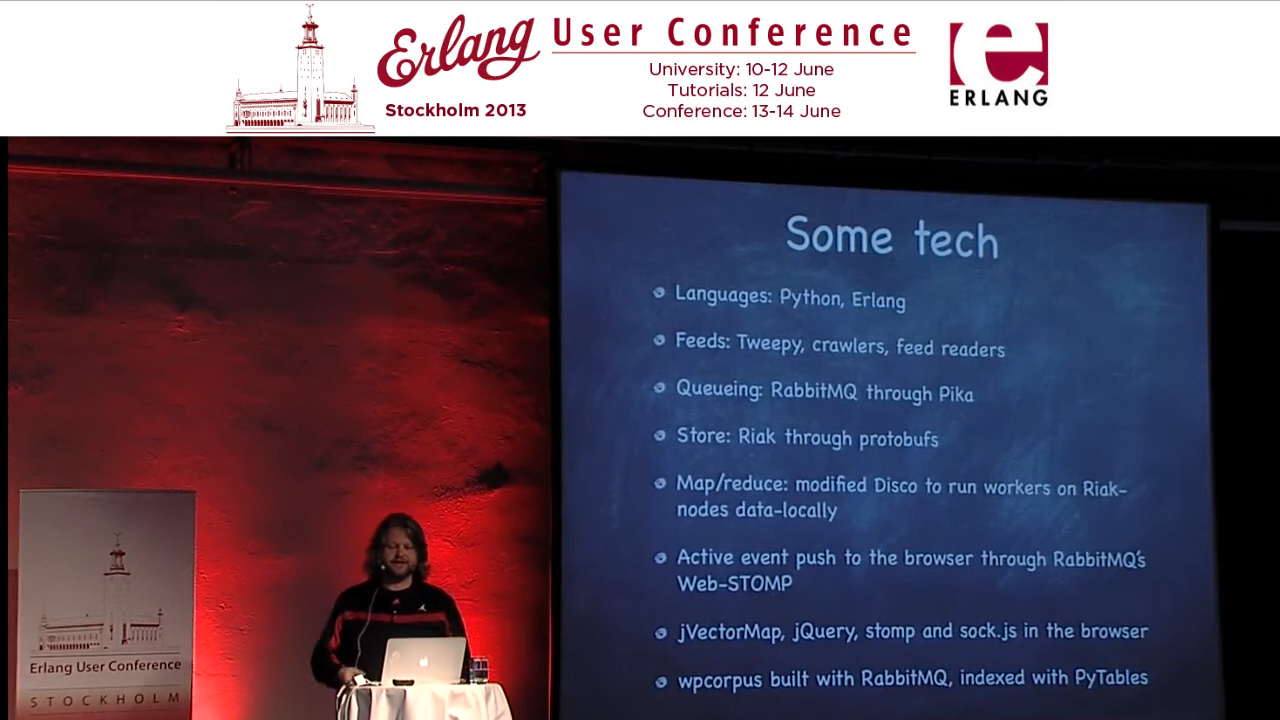 Erlang User Conference
Stockholm 2013
University: 10-12 June
Tutorials: 12 June
Conference: 13-14 June
e
ERLANG
Some tech
Languages: Python, Erlang
Feeds: Tweepy, crawlers, feed readers
Queueing: RabbitMQ through Pika
Store: Riak through protobufs
Map/reduce: modified Disco to run workers on Riak-
nodes data-locally
Active event push to the browser through RabbitMQ's
Web-STOMP
jVectorMap, jQuery, stomp and sock.js in the browser
wpcorpus built with RabbitMQ, indexed with PyTables
Erlang User Conference
STOCKHOLM